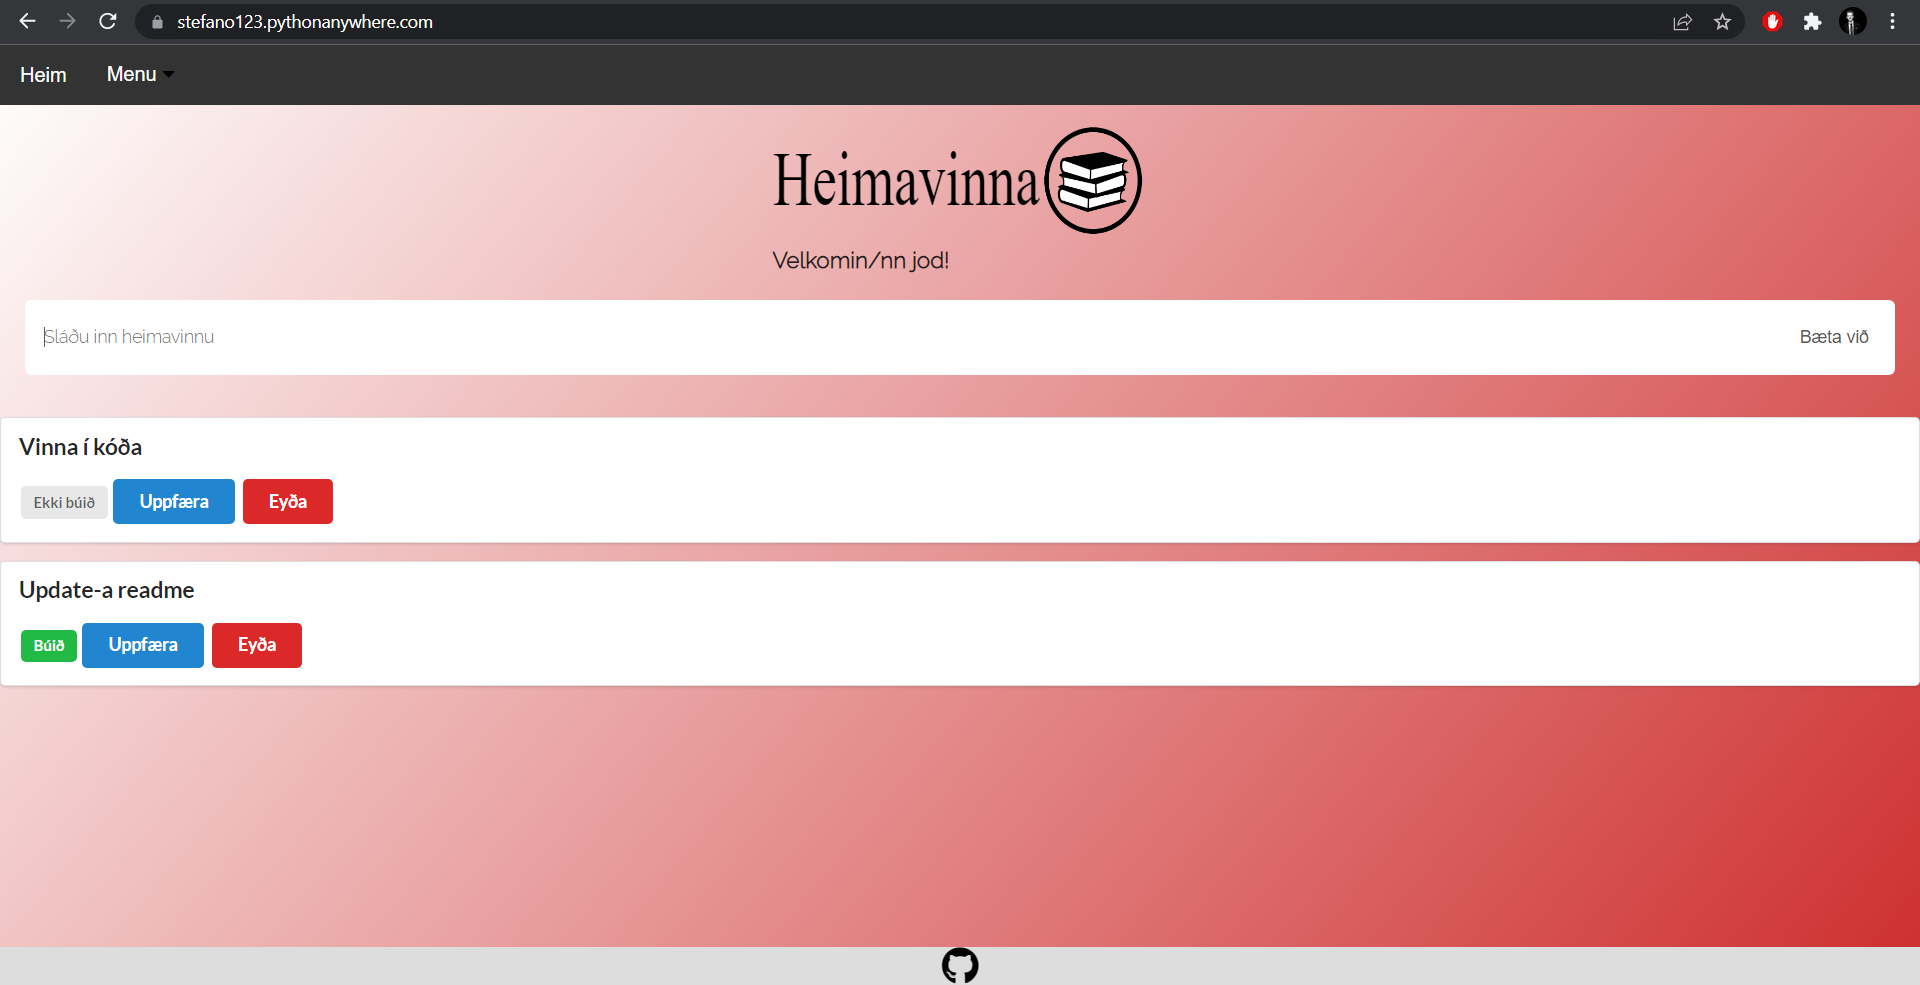 stefano123.pythonanywhere.com
Heim Menu
Heimavinna
Velkomin/nn jod!
Sláðu inn heimavinnu Bæta við
Vinna í kóða
Ekki búið Uppfæra Eyða
Update-a readme
Búið Uppfæra Eyða